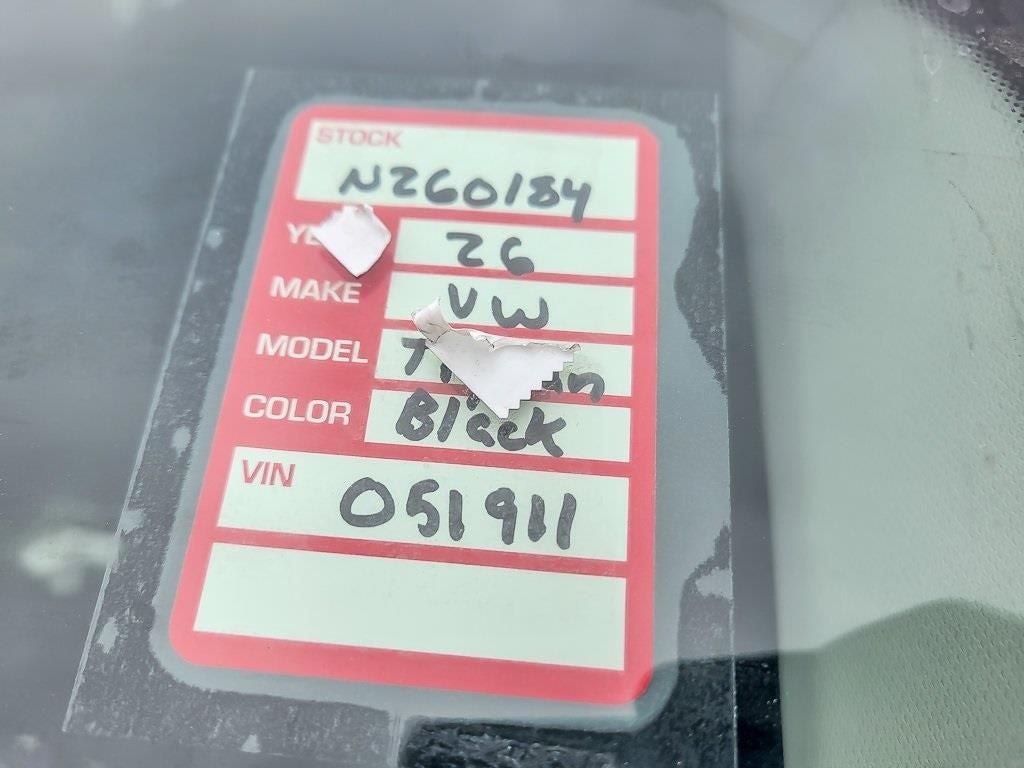 STOCK
N260184
26
MAKE VW
MODEL
COLOR Black
VIN
051911